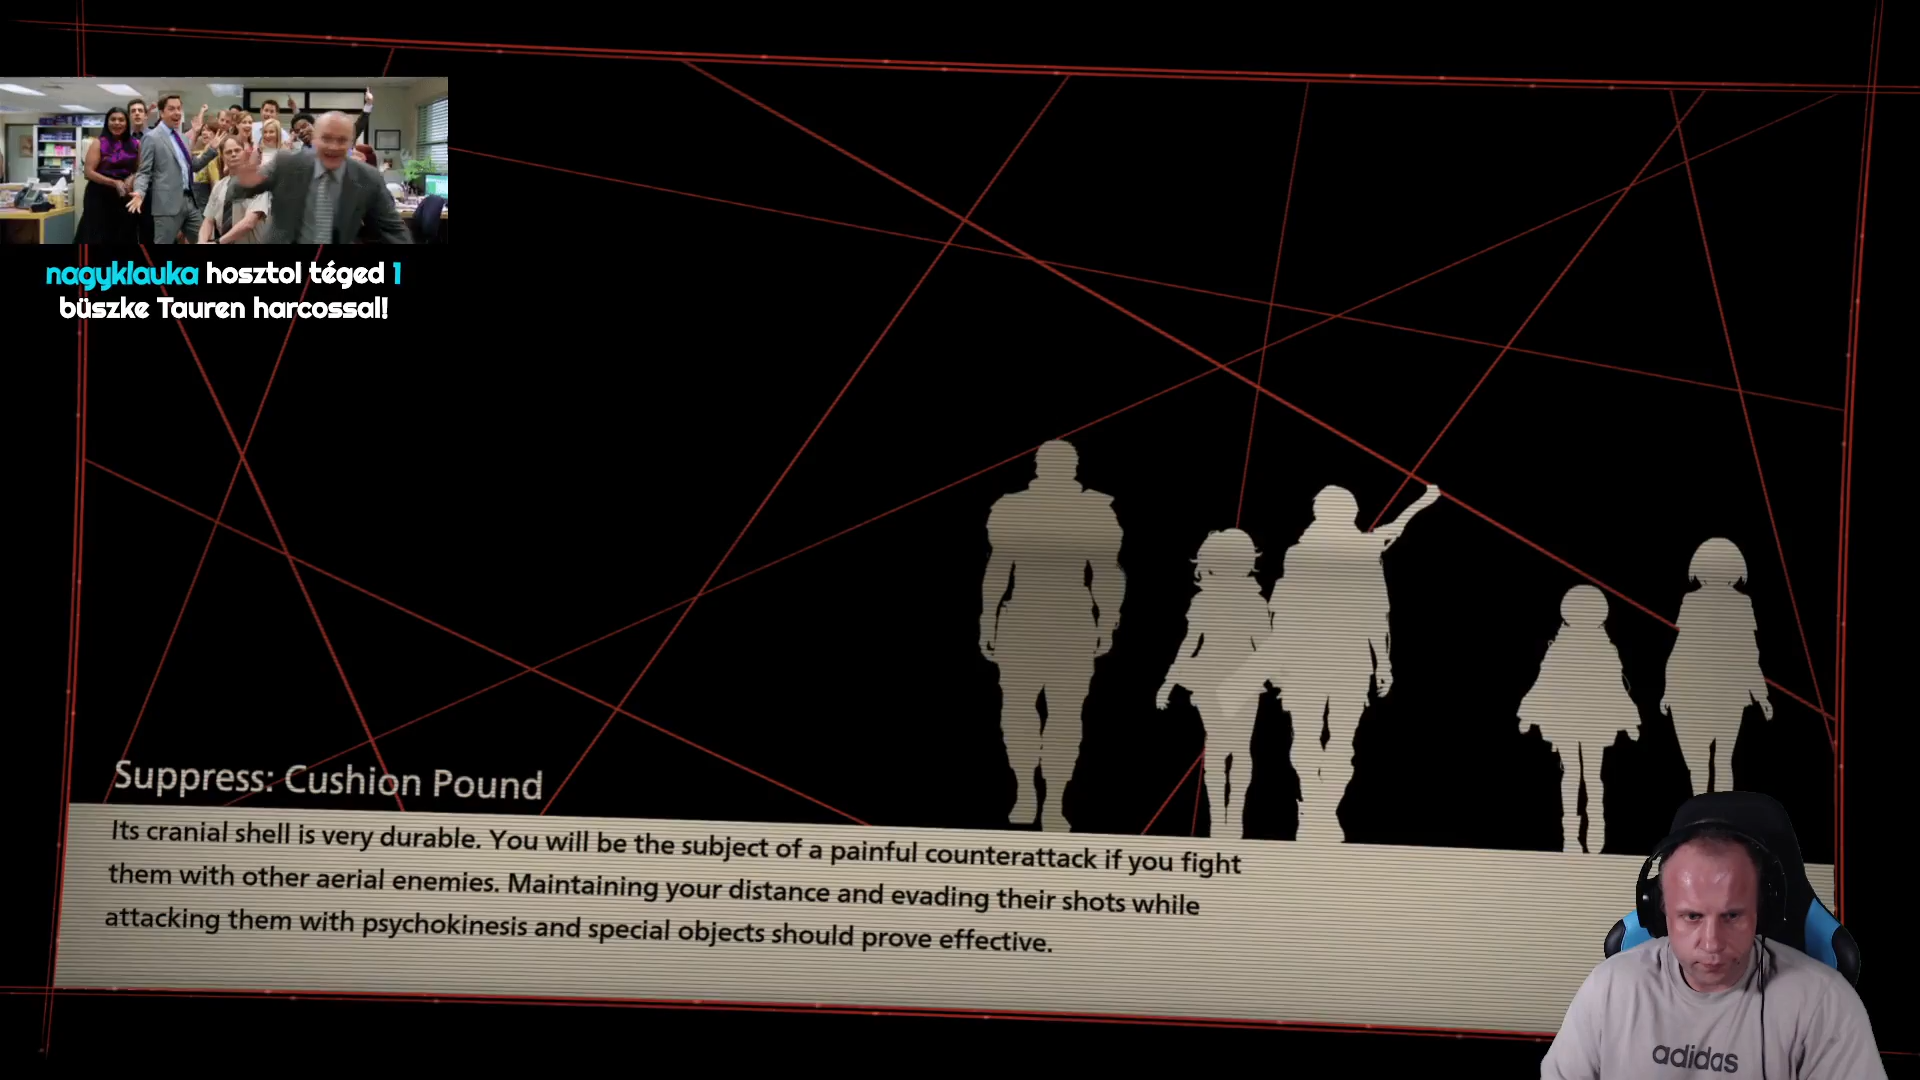 nagyklauka hosztol téged 1
büszke Tauren harcossal!
Suppress: Cushion Pound
Its cranial shell is very durable. You will be the subject of a painful counterattack if you fight
them with other aerial enemies. Maintaining your distance and evading their shots while
attacking them with psychokinesis and special objects should prove effective.
adidas